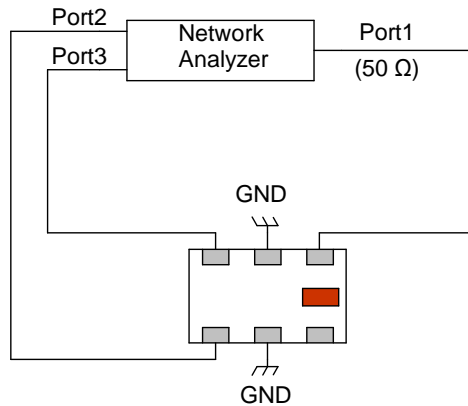 Port2
Port3
Network
Analyzer
Port1
(50 Ω)
GND
GND